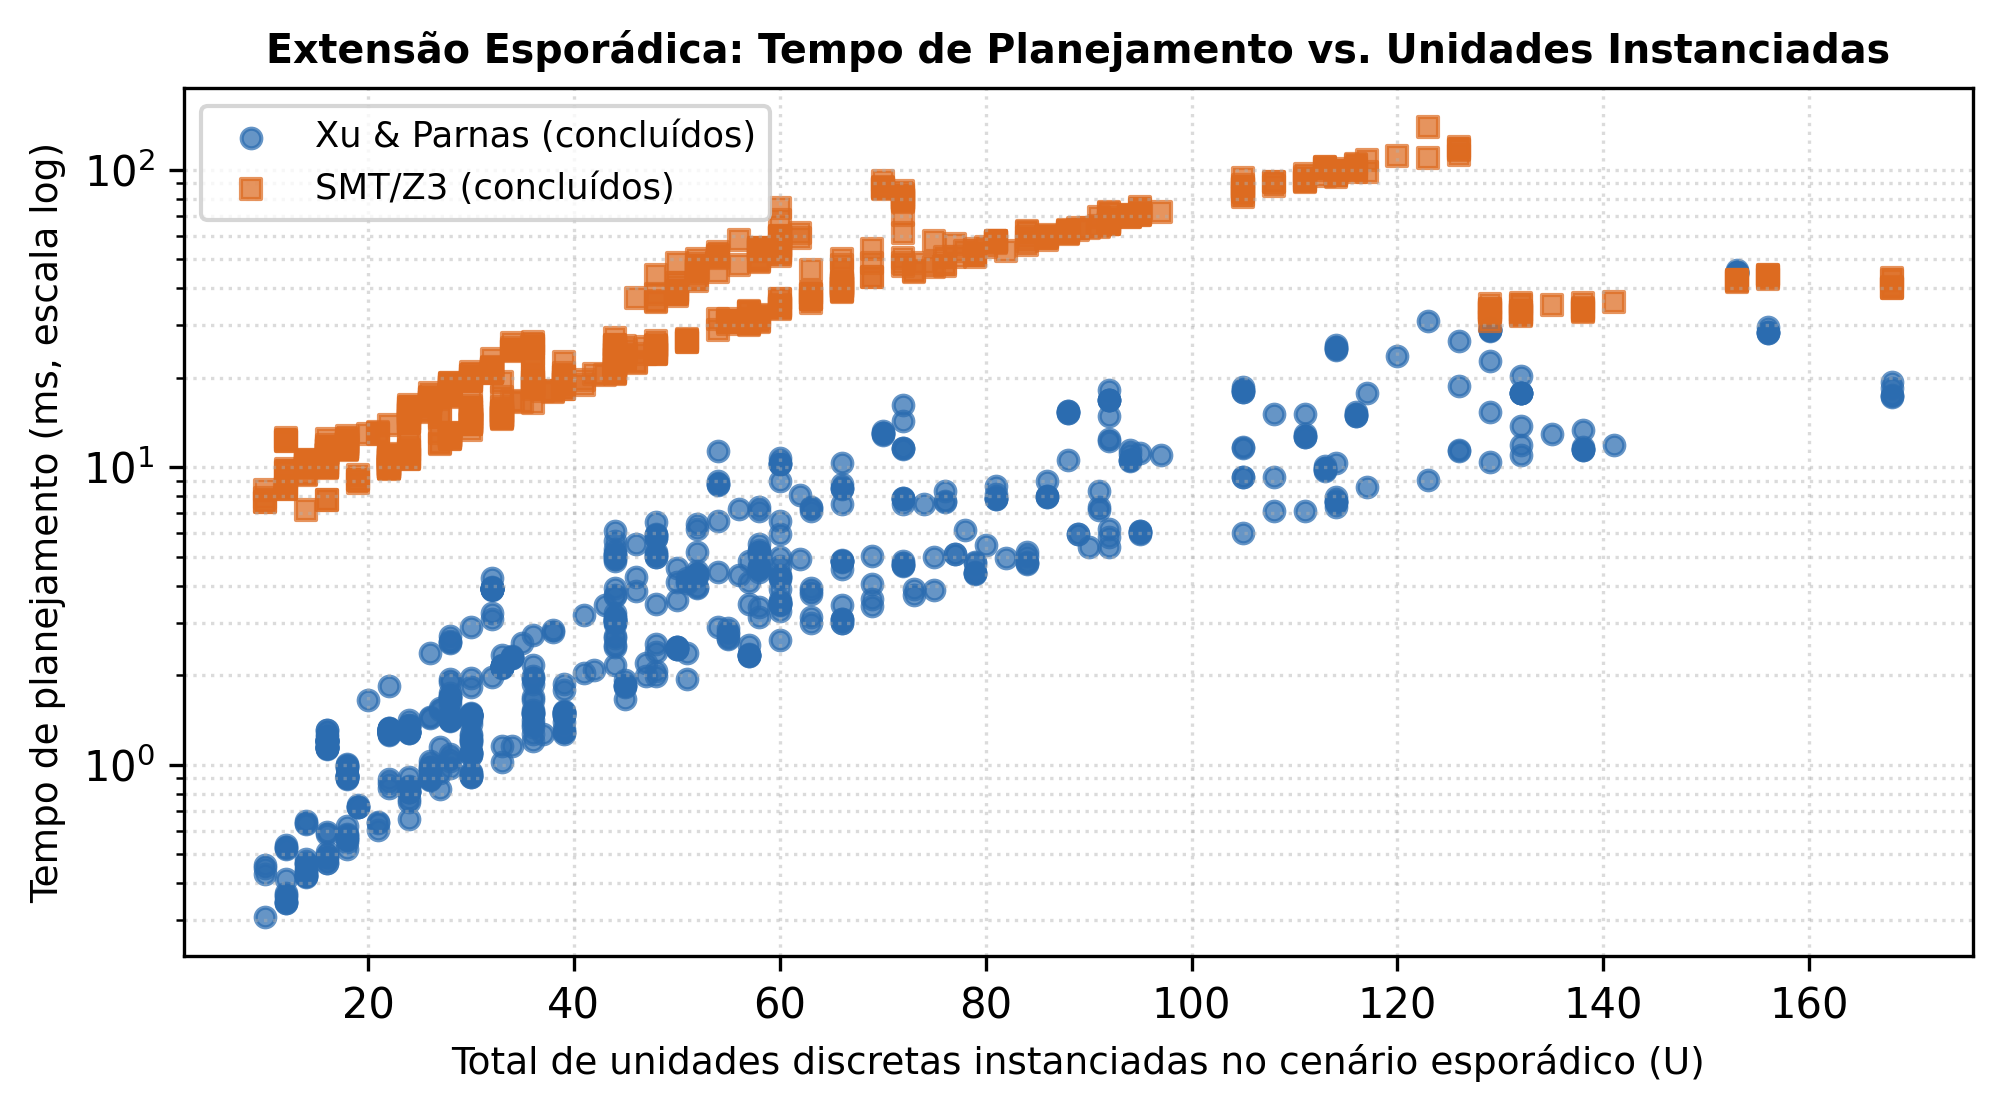 Extensão Esporádica: Tempo de Planejamento vs. Unidades Instanciadas
Xu & Parnas (concluídos)
SMT/Z3 (concluídos)
Tempo de planejamento (ms, escala log)
10²
10¹
10⁰
20 40 60 80 100 120 140 160
Total de unidades discretas instanciadas no cenário esporádico (U)